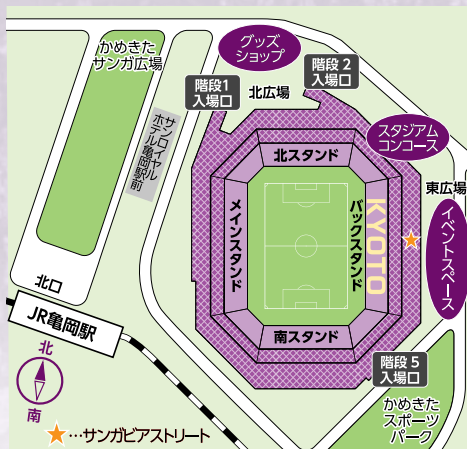 かめきた
サンガ広場
グッズ
ショップ
階段1
入場口
階段2
入場口
北広場
サンロイヤル
ホテル亀岡駅前
スタジアム
コンコース
北スタンド
東広場
メインスタンド
バックスタンド
KYOTO
イベントスペース
北口
JR亀岡駅
南スタンド
階段5
入場口
北
南
かめきた
スポーツ
パーク
★…サンガビアストリート